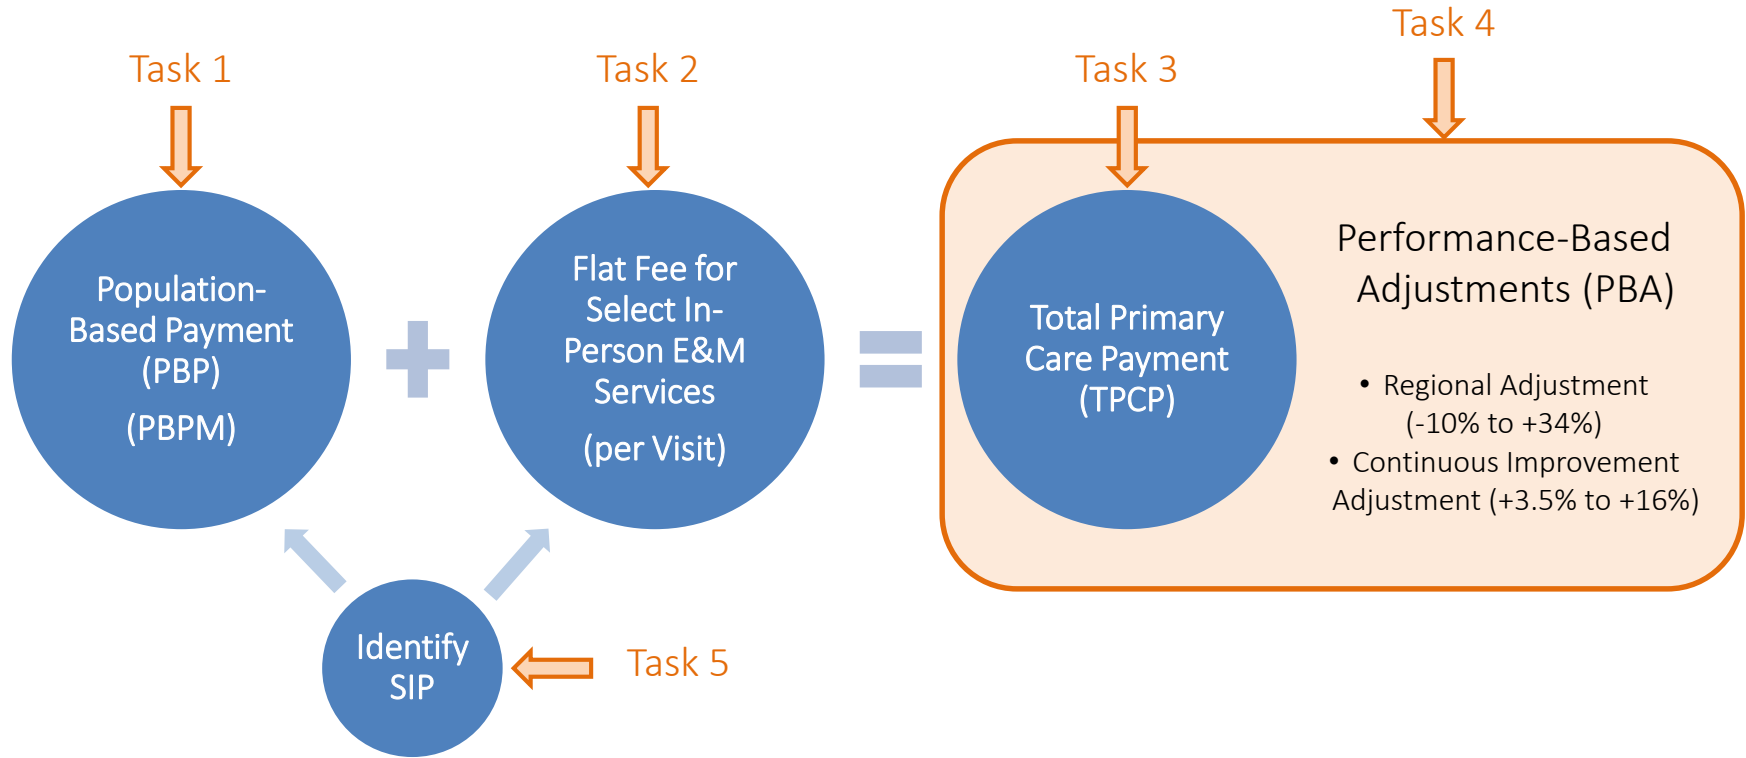 Task 1
Task 2
Task 3
Task 4
Population-
Based Payment
(PBP)
(PBPM)
Flat Fee for
Select In-
Person E&M
Services
(per Visit)
Total Primary
Care Payment
(TPCP)
Performance-Based
Adjustments (PBA)
• Regional Adjustment
(-10% to +34%)
• Continuous Improvement
Adjustment (+3.5% to +16%)
Identify
SIP
Task 5